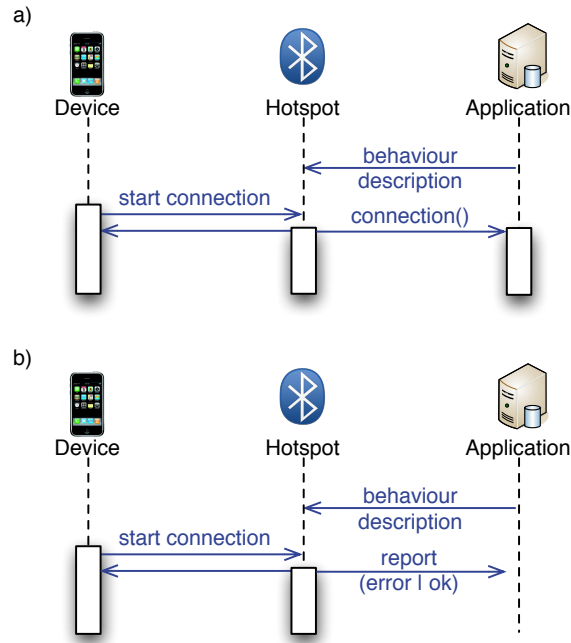 a)
Device
Hotspot
Application
behaviour
description
start connection
connection()
b)
Device
Hotspot
Application
behaviour
description
start connection
report
(error | ok)